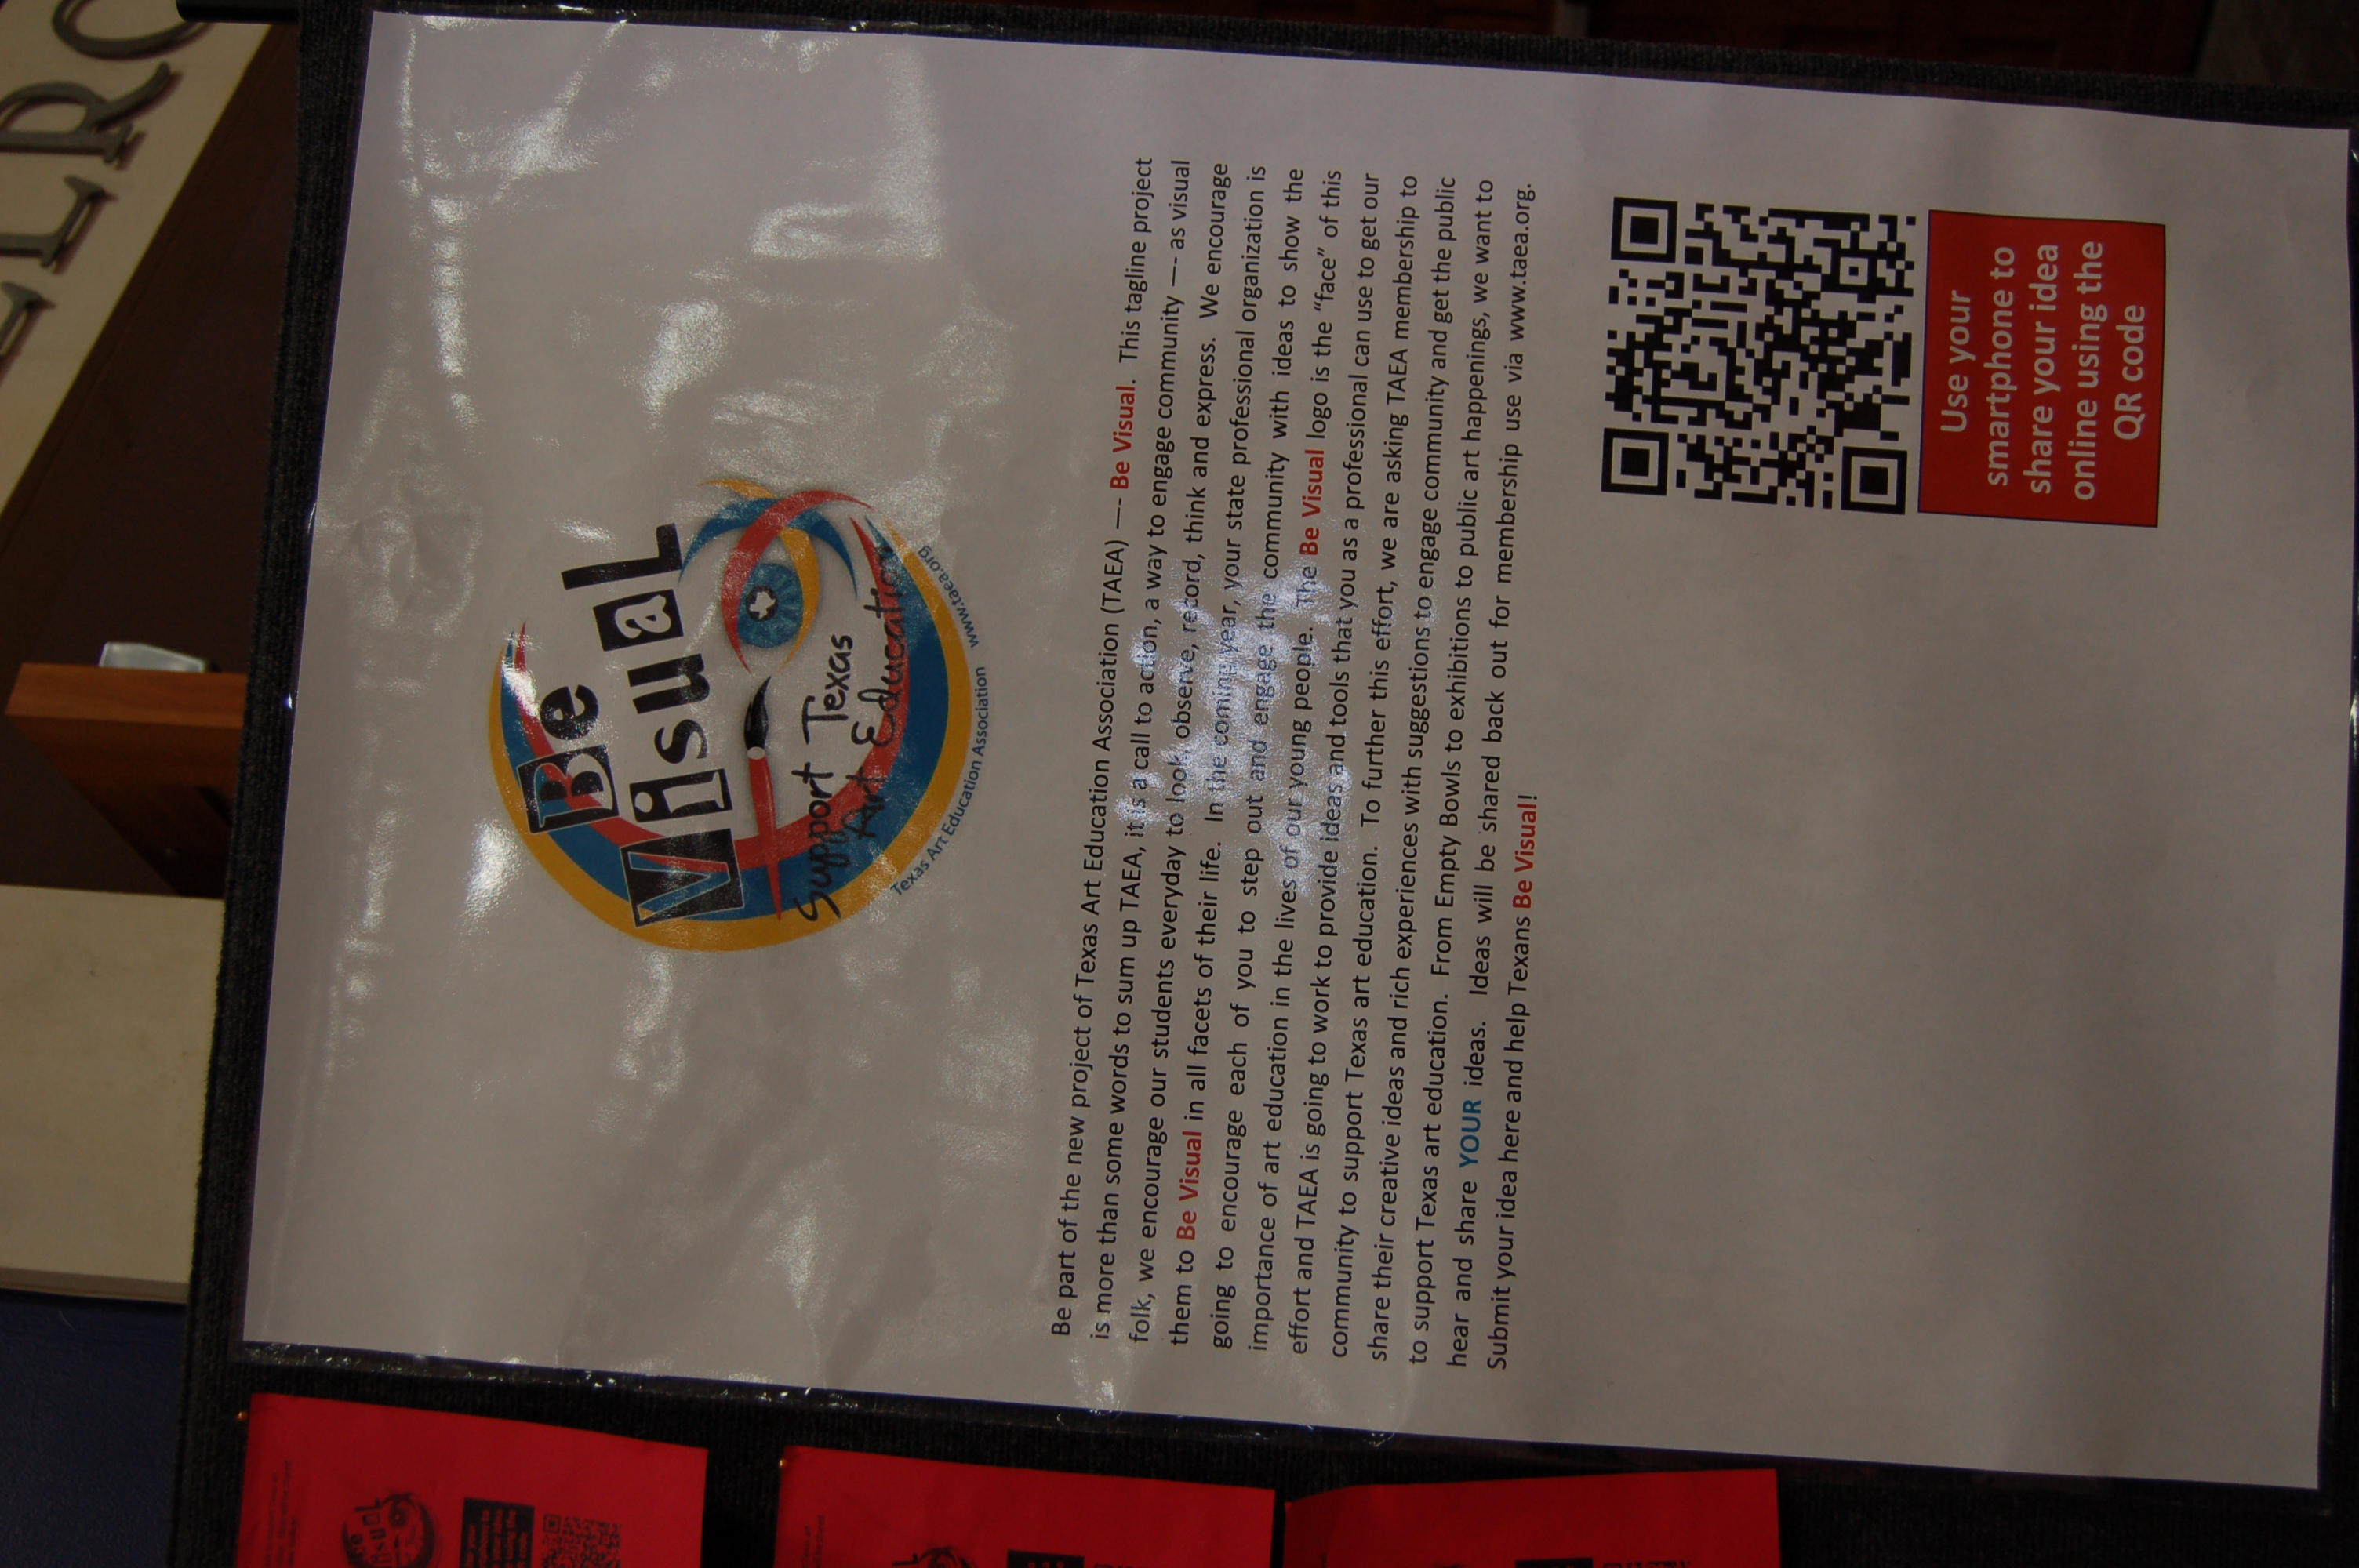 Be
Visual
Support Texas
Art Education
Texas Art Education Association www.taea.org
Be part of the new project of Texas Art Education Association (TAEA) —- Be Visual. This tagline project
is more than some words to sum up TAEA, it is a call to action, a way to engage community —- as visual
folk, we encourage our students everyday to look, observe, record, think and express. We encourage
them to Be Visual in all facets of their life. In the coming year, your state professional organization is
going to encourage each of you to step out and engage the community with ideas to show the
importance of art education in the lives of our young people. The Be Visual logo is the “face” of this
effort and TAEA is going to work to provide ideas and tools that you as a professional can use to get our
community to support Texas art education. To further this effort, we are asking TAEA membership to
share their creative ideas and rich experiences with suggestions to engage community and get the public
to support Texas art education. From Empty Bowls to exhibitions to public art happenings, we want to
hear and share YOUR ideas. Ideas will be shared back out for membership use via www.taea.org.
Submit your idea here and help Texans Be Visual!
Use your
smartphone to
share your idea
online using the
QR code